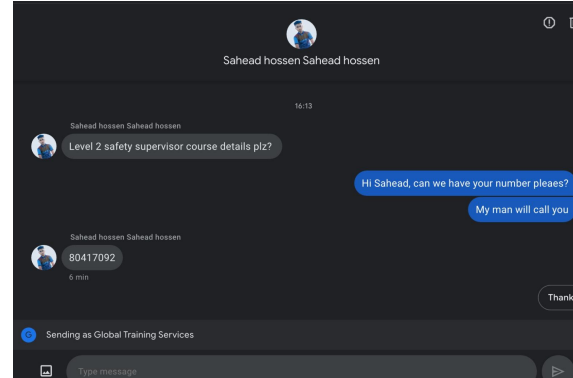 Sahead hossen Sahead hossen
16:13
Sahead hossen Sahead hossen
Level 2 safety supervisor course details plz?
Hi Sahead, can we have your number pleaes?
My man will call you
Sahead hossen Sahead hossen
80417092
6 min
Thank
G Sending as Global Training Services
Type message